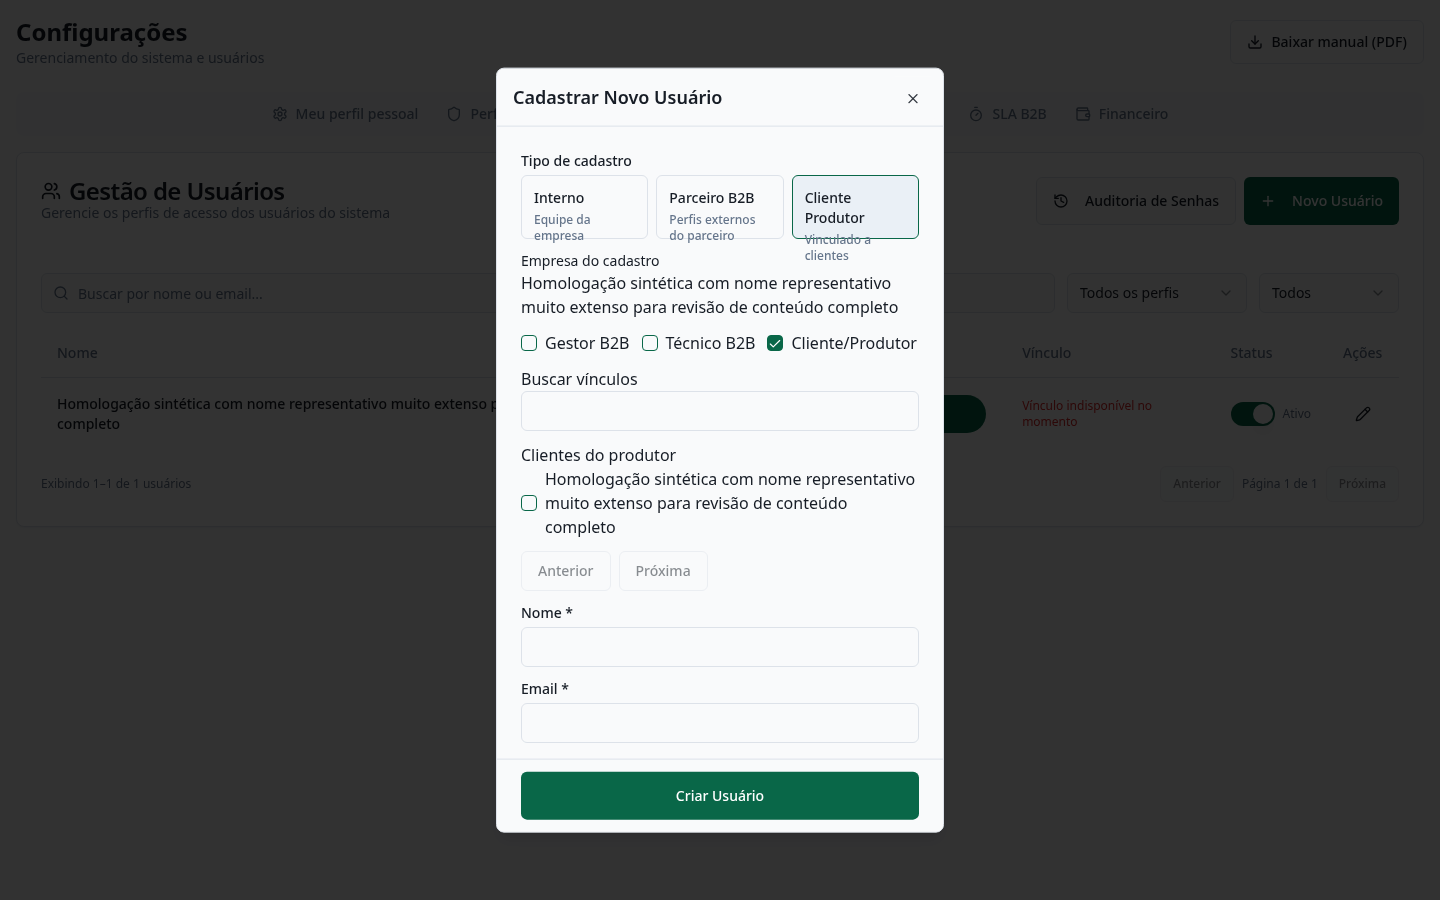 Configurações
Gerenciamento do sistema e usuários
Baixar manual (PDF)
Meu perfil pessoal
SLA B2B
Financeiro
Gestão de Usuários
Gerencie os perfis de acesso dos usuários do sistema
Auditoria de Senhas
Novo Usuário
Buscar por nome ou email...
Todos os perfis
Todos
Nome
Vínculo
Status
Ações
Homologação sintética com nome representativo muito extenso
completo
Vínculo indisponível no
momento
Ativo
Exibindo 1–1 de 1 usuários
Anterior
Página 1 de 1
Próxima
Cadastrar Novo Usuário
Tipo de cadastro
Interno
Equipe da
empresa
Parceiro B2B
Perfis externos
do parceiro
Cliente
Produtor
Vinculado a
clientes
Empresa do cadastro
Homologação sintética com nome representativo
muito extenso para revisão de conteúdo completo
Gestor B2B
Técnico B2B
Cliente/Produtor
Buscar vínculos
Clientes do produtor
Homologação sintética com nome representativo
muito extenso para revisão de conteúdo
completo
Anterior
Próxima
Nome *
Email *
Criar Usuário